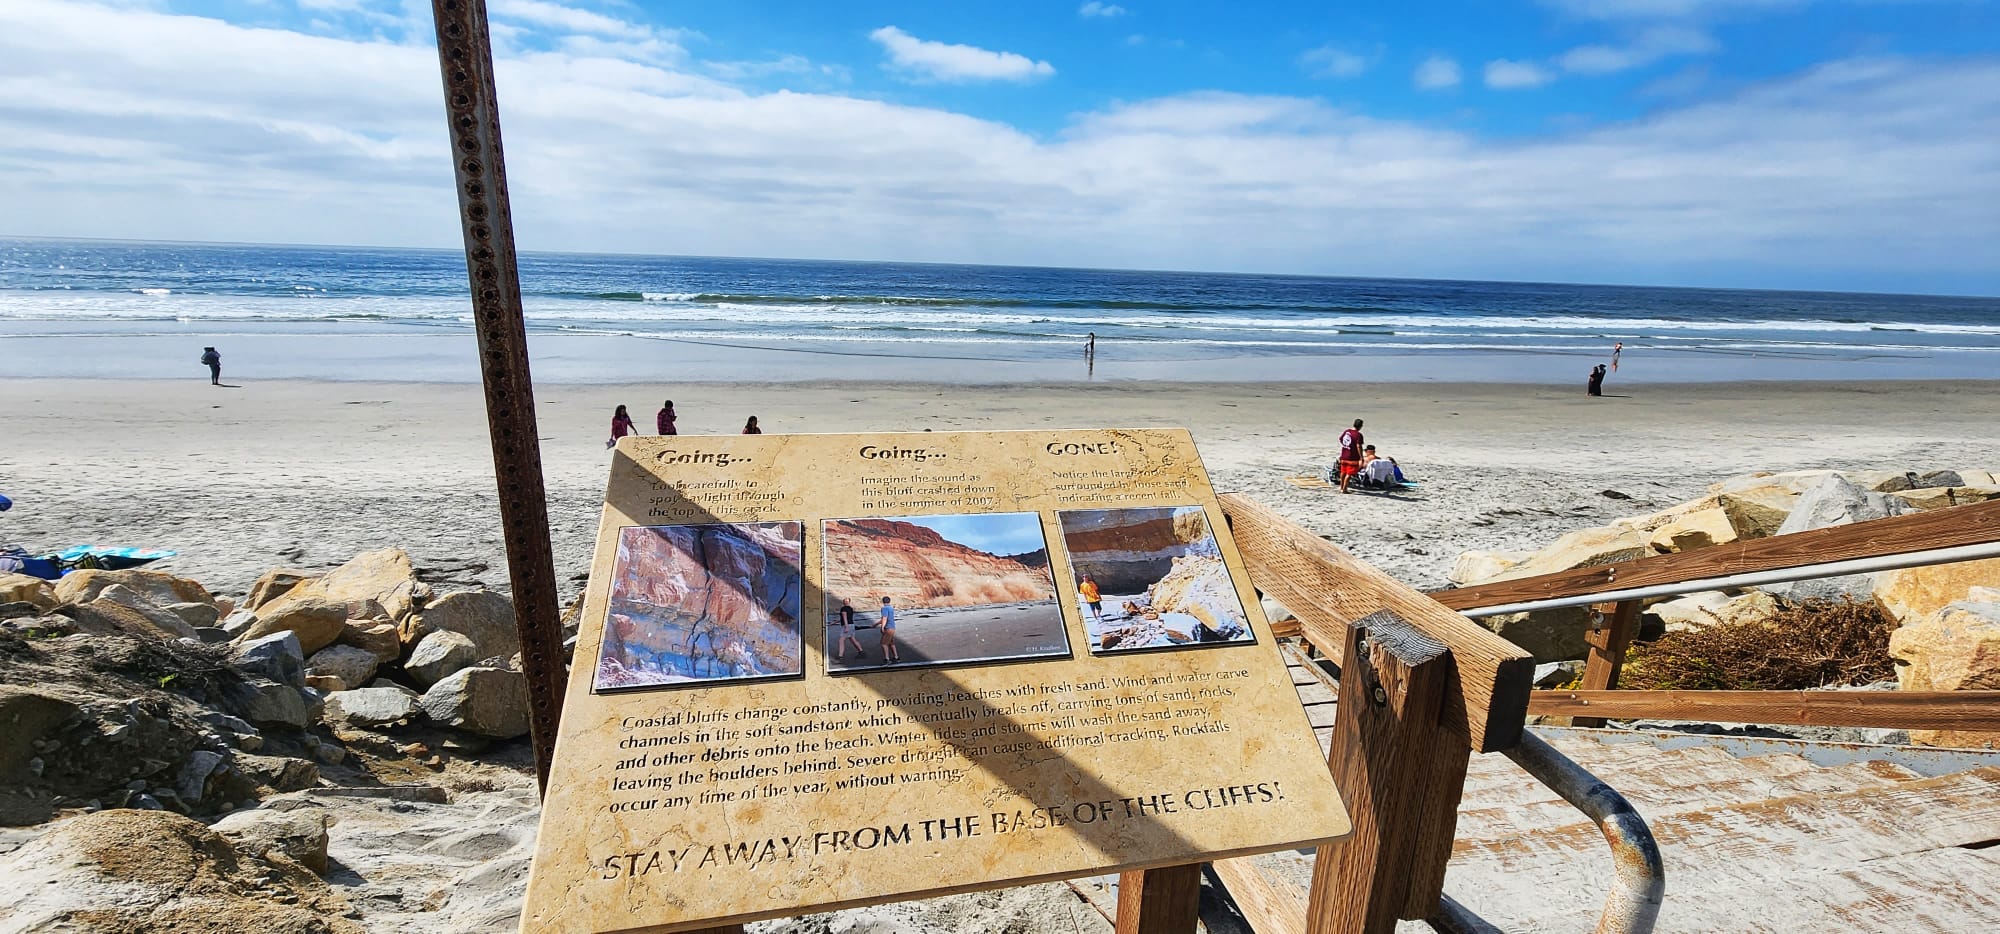 Going...
Look carefully to
spot daylight through
the top of this crack.
Going...
Imagine the sound as
this bluff crashed down
in the summer of 2007.
GONE!
Notice the large rocks
surrounded by loose sand,
indicating a recent fall.
© H. Knufken
Coastal bluffs change constantly, providing beaches with fresh sand. Wind and water carve
channels in the soft sandstone which eventually breaks off, carrying tons of sand, rocks,
and other debris onto the beach. Winter tides and storms will wash the sand away,
leaving the boulders behind. Severe drought can cause additional cracking. Rockfalls
occur any time of the year, without warning.
STAY AWAY FROM THE BASE OF THE CLIFFS!